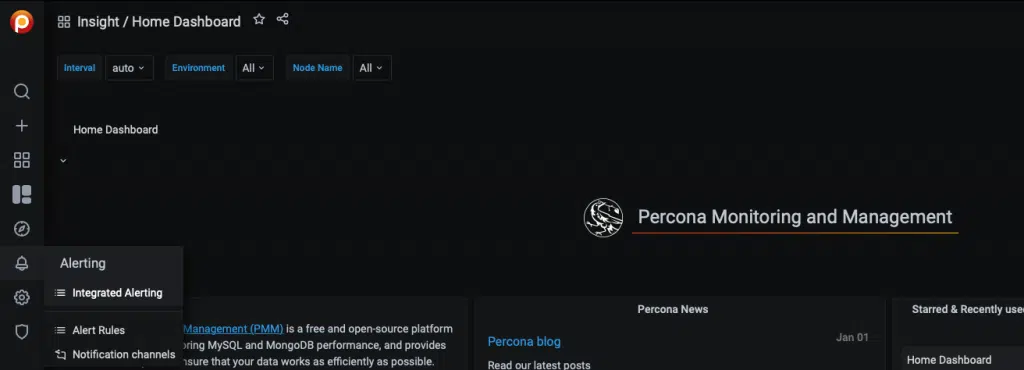 Insight / Home Dashboard
Interval auto Environment All Node Name All
Home Dashboard
Percona Monitoring and Management
Alerting
Integrated Alerting
Alert Rules
Notification channels
Management (PMM) is a free and open-source platform
ring MySQL and MongoDB performance, and provides
sure that your data works as efficiently as possible.
Percona News
Percona blog Jan 01
Read our latest posts
Starred & Recently use
Home Dashboard